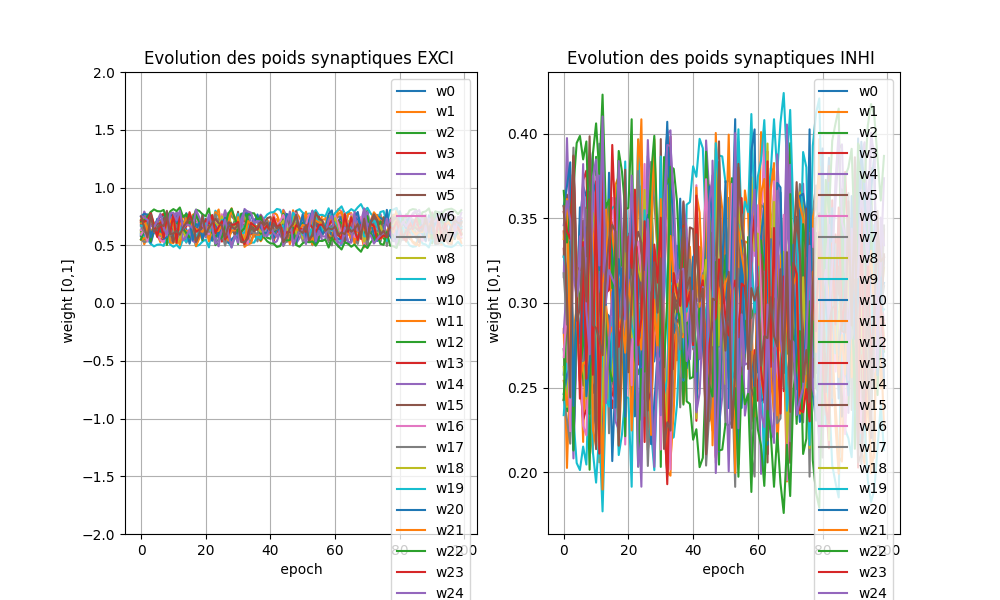 Evolution des poids synaptiques EXCI
2.0
1.5
1.0
0.5
0.0
−0.5
−1.0
−1.5
−2.0
weight [0,1]
0 20 40 60 80 100
epoch
w0
w1
w2
w3
w4
w5
w6
w7
w8
w9
w10
w11
w12
w13
w14
w15
w16
w17
w18
w19
w20
w21
w22
w23
w24
Evolution des poids synaptiques INHI
0.40
0.35
0.30
0.25
0.20
weight [0,1]
0 20 40 60 80 100
epoch
w0
w1
w2
w3
w4
w5
w6
w7
w8
w9
w10
w11
w12
w13
w14
w15
w16
w17
w18
w19
w20
w21
w22
w23
w24